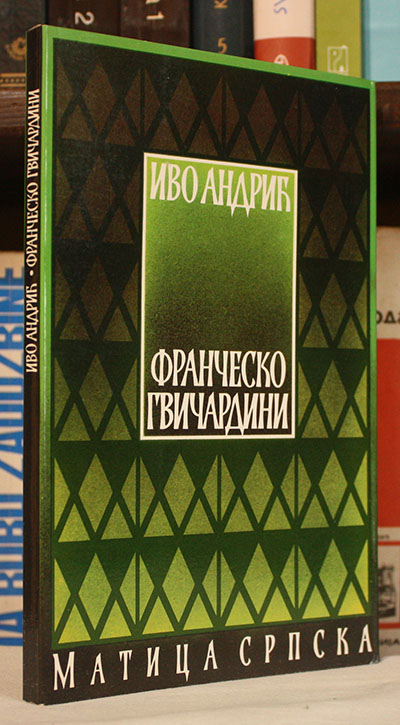 ИВО АНДРИЋ
ФРАНЧЕСКО
ГВИЧАРДИНИ
МАТИЦА СРПСКА
ИВО АНДРИЋ • ФРАНЧЕСКО ГВИЧАРДИНИ